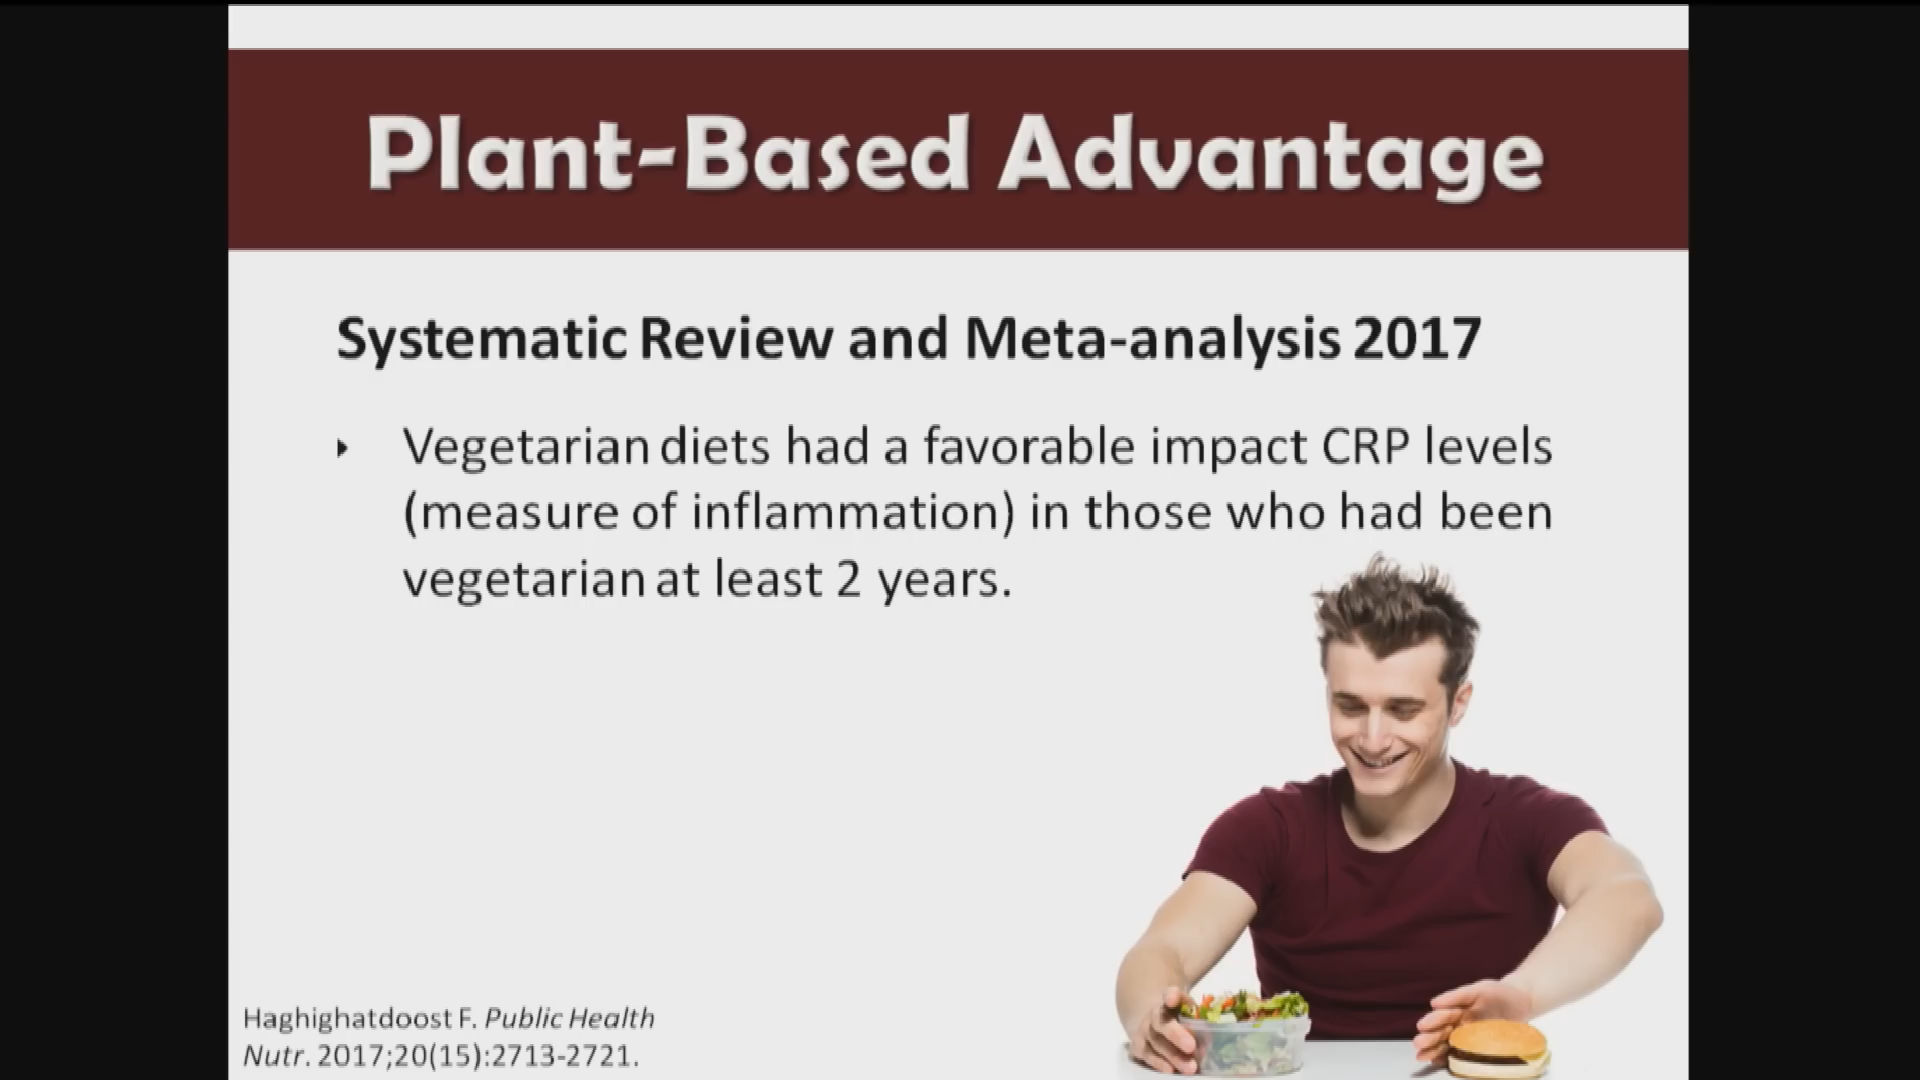 Plant-Based Advantage
Systematic Review and Meta-analysis 2017
Vegetarian diets had a favorable impact CRP levels
(measure of inflammation) in those who had been
vegetarian at least 2 years.
Haghighatdoost F. Public Health
Nutr. 2017;20(15):2713-2721.